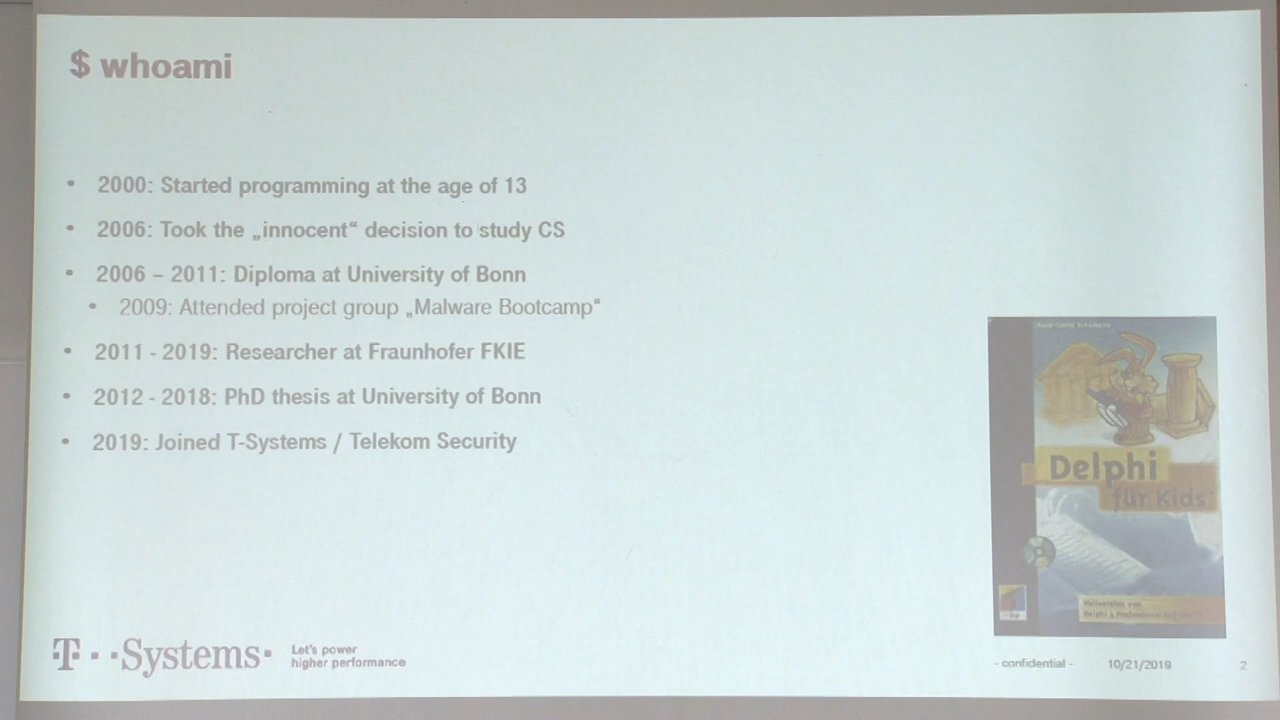 $ whoami
• 2000: Started programming at the age of 13
• 2006: Took the „innocent“ decision to study CS
• 2006 – 2011: Diploma at University of Bonn
• 2009: Attended project group „Malware Bootcamp“
• 2011 - 2019: Researcher at Fraunhofer FKIE
• 2012 - 2018: PhD thesis at University of Bonn
• 2019: Joined T-Systems / Telekom Security
Delphi
für Kids
Vollversion von
Delphi
T · · Systems ·
Let's power
higher performance
- confidential -
10/21/2019
2